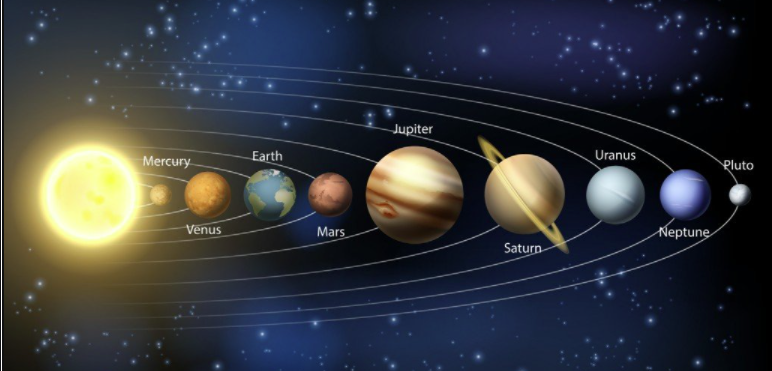 Mercury
Venus
Earth
Mars
Jupiter
Saturn
Uranus
Neptune
Pluto